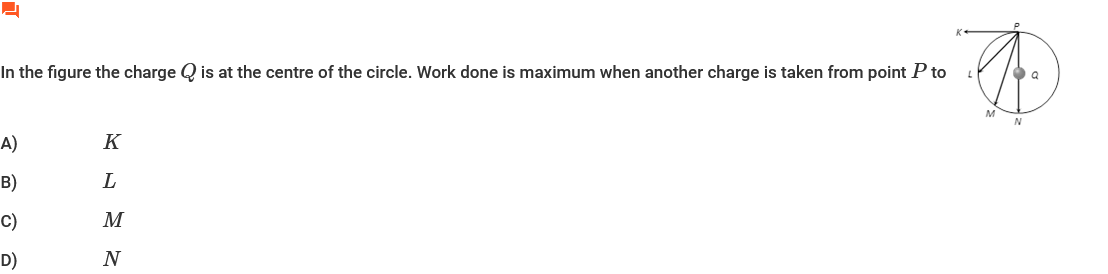 K P
In the figure the charge Q is at the centre of the circle. Work done is maximum when another charge is taken from point P to L Q
M
N
A) K
B) L
C) M
D) N